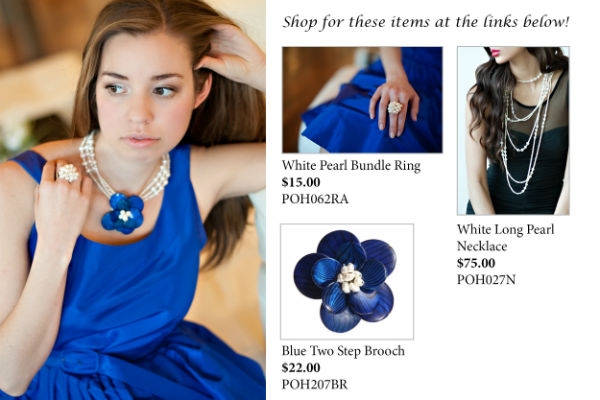 Shop for these items at the links below!
White Pearl Bundle Ring
$15.00
POH062RA
White Long Pearl
Necklace
$75.00
POH027N
Blue Two Step Brooch
$22.00
POH207BR